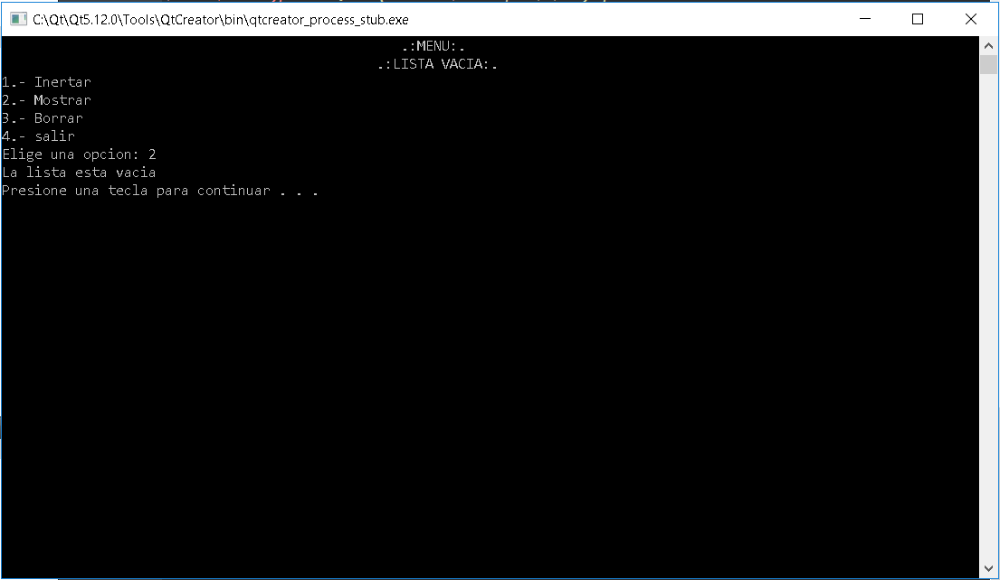 C:\Qt\Qt5.12.0\Tools\QtCreator\bin\qtcreator_process_stub.exe
.:MENU:.
.:LISTA VACIA:.
1.- Inertar
2.- Mostrar
3.- Borrar
4.- salir
Elige una opcion: 2
La lista esta vacia
Presione una tecla para continuar . . .